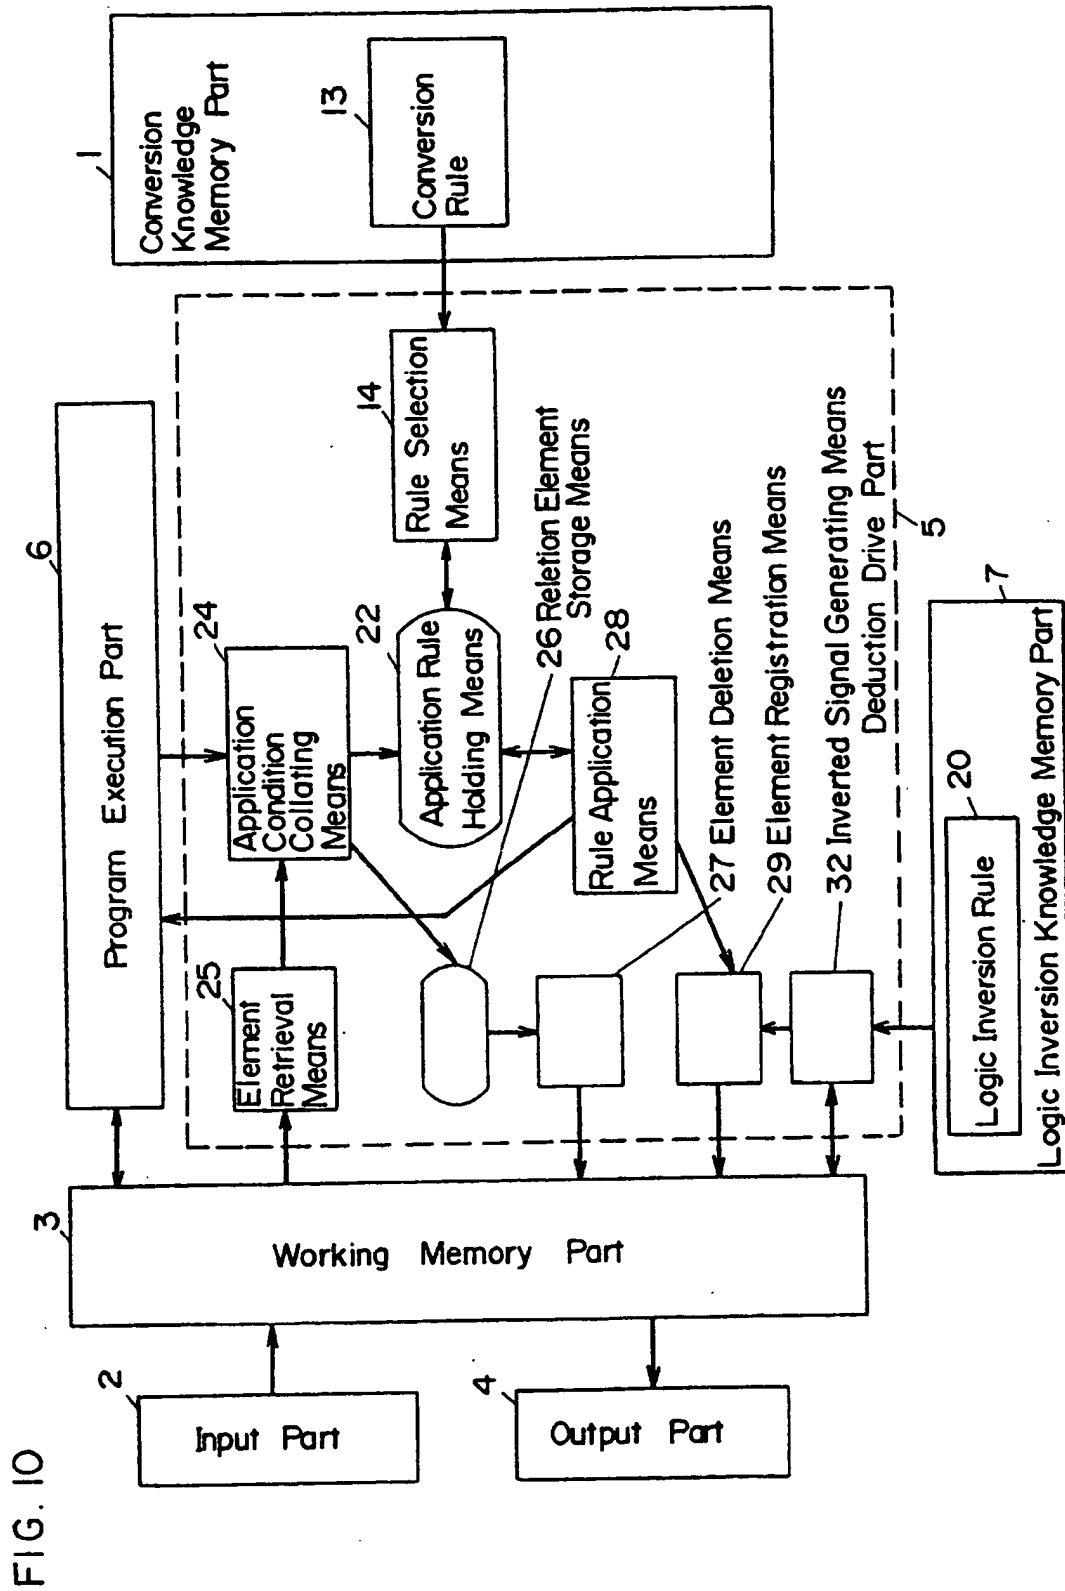 FIG. 10
6
Program Execution Part
3
Working Memory Part
2
Input Part
4
Output Part
25
Element
Retrieval
Means
24
Application
Condition
Collating
Means
22
Application Rule
Holding Means
14
Rule Selection
Means
1
Conversion
Knowledge
Memory Part
13
Conversion
Rule
26 Reletion Element
Storage Means
28
Rule Application
Means
27 Element Deletion Means
29 Element Registration Means
32 Inverted Signal Generating Means
Deduction Drive Part
5
7
20
Logic Inversion Rule
Logic Inversion Knowledge Memory Part